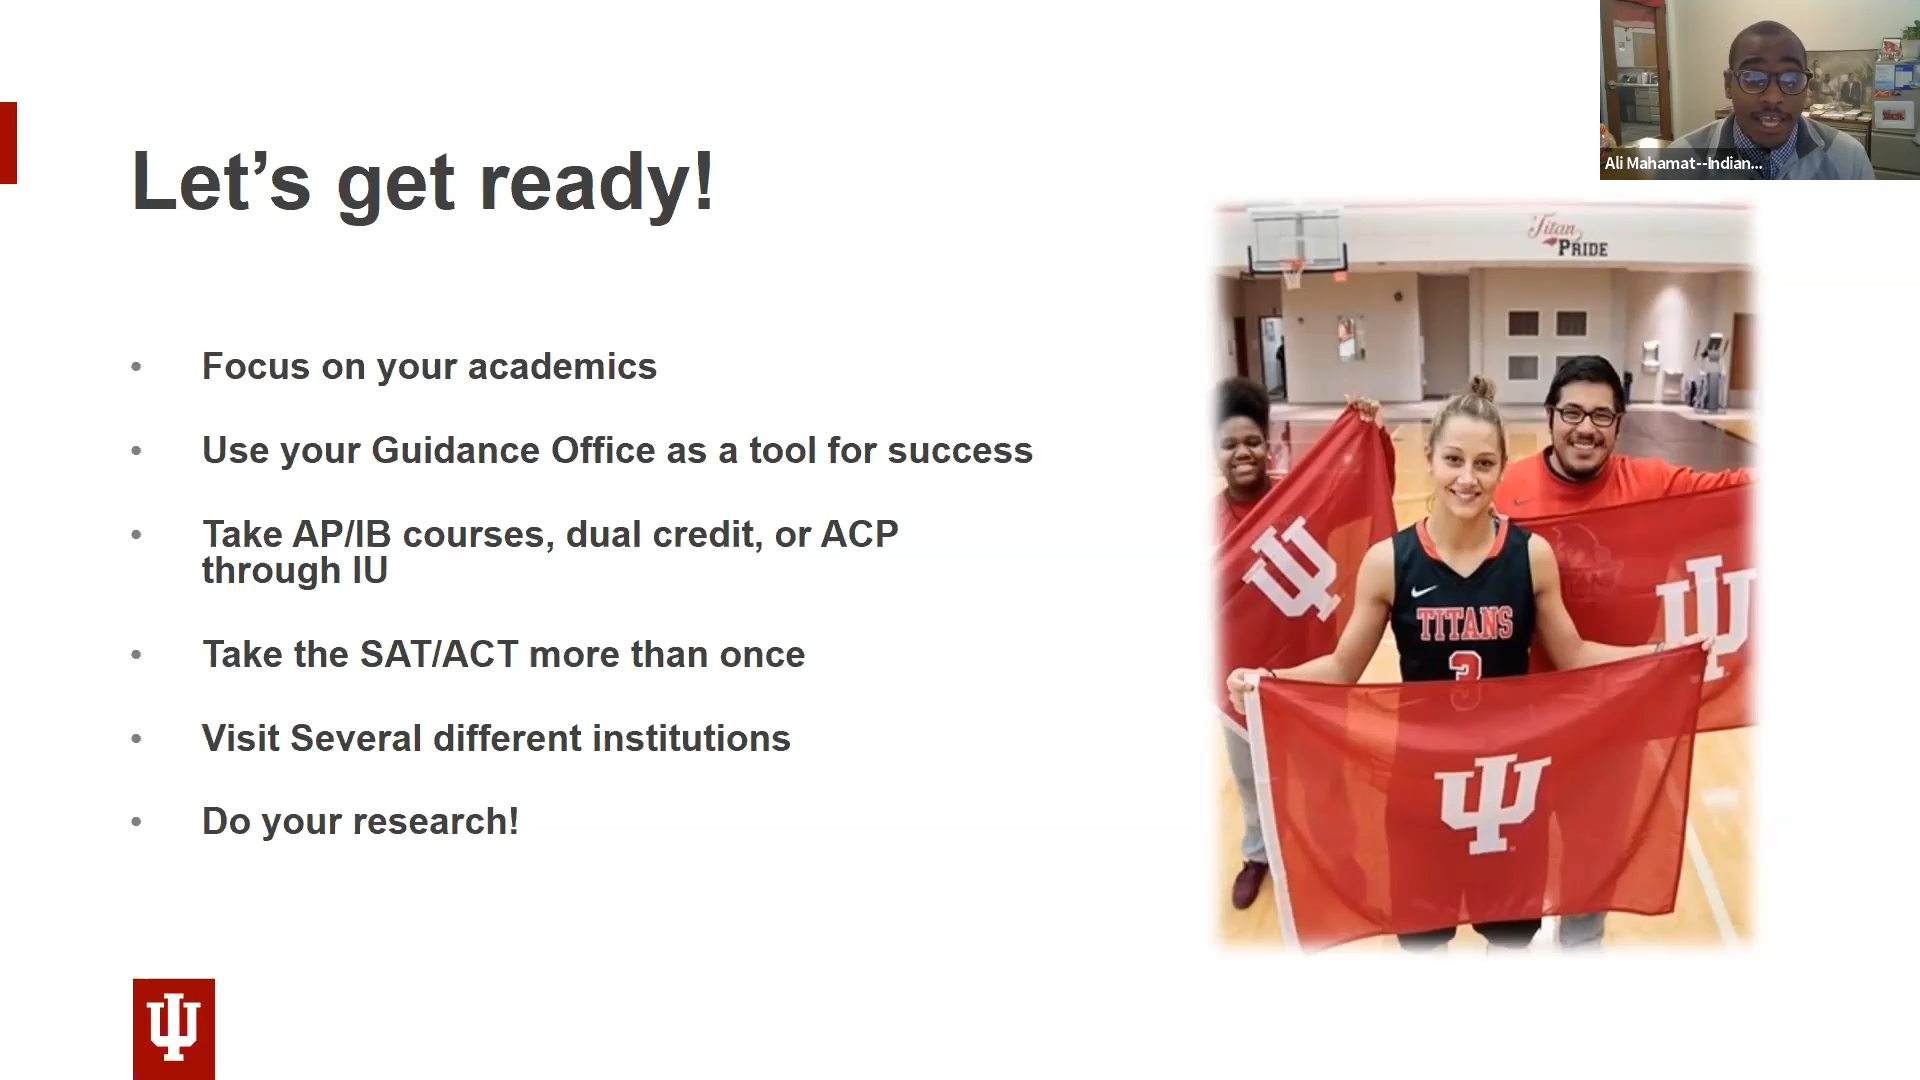 Let’s get ready!
• Focus on your academics
• Use your Guidance Office as a tool for success
• Take AP/IB courses, dual credit, or ACP
through IU
• Take the SAT/ACT more than once
• Visit Several different institutions
• Do your research!
Ali Mahamat--Indian...
Titan
PRIDE
TITANS
3